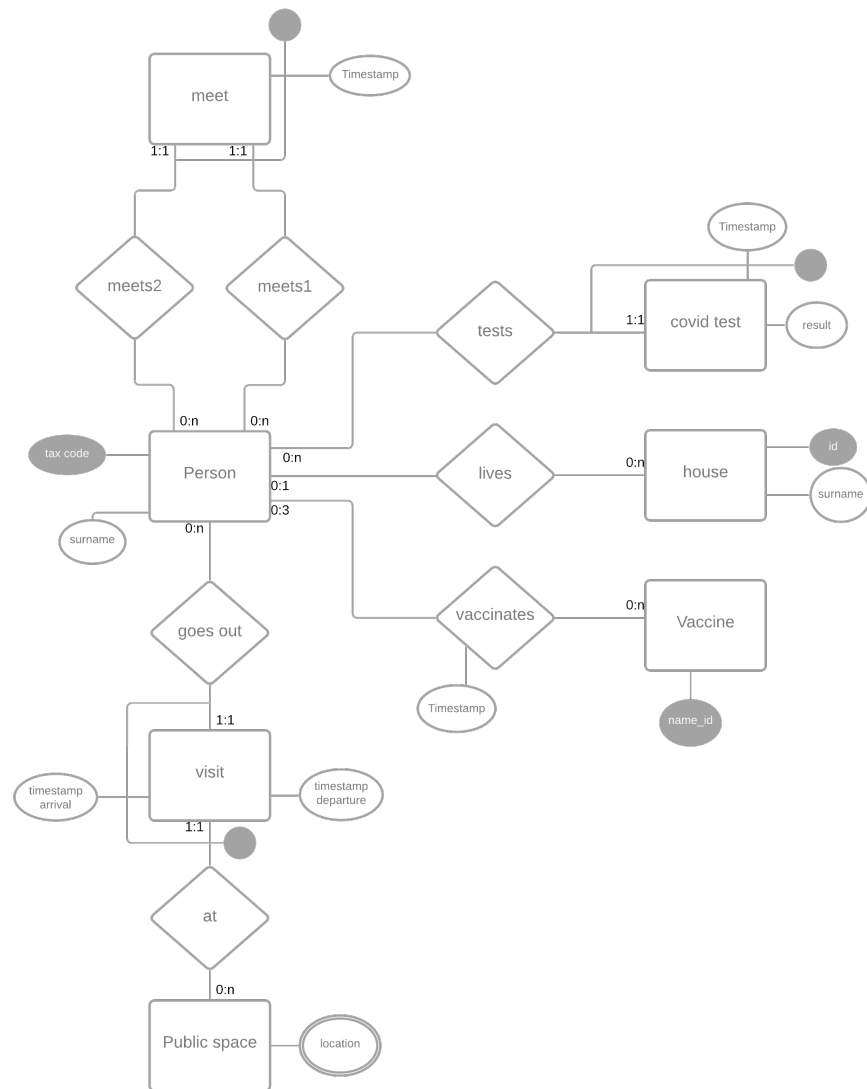 meet
Timestamp
1:1
1:1
meets2
meets1
Timestamp
tests
1:1
covid test
result
0:n
0:n
tax code
Person
0:n
0:1
0:3
lives
0:n
house
id
surname
surname
0:n
goes out
vaccinates
0:n
Vaccine
Timestamp
name_id
1:1
visit
timestamp
arrival
timestamp
departure
1:1
at
0:n
Public space
location